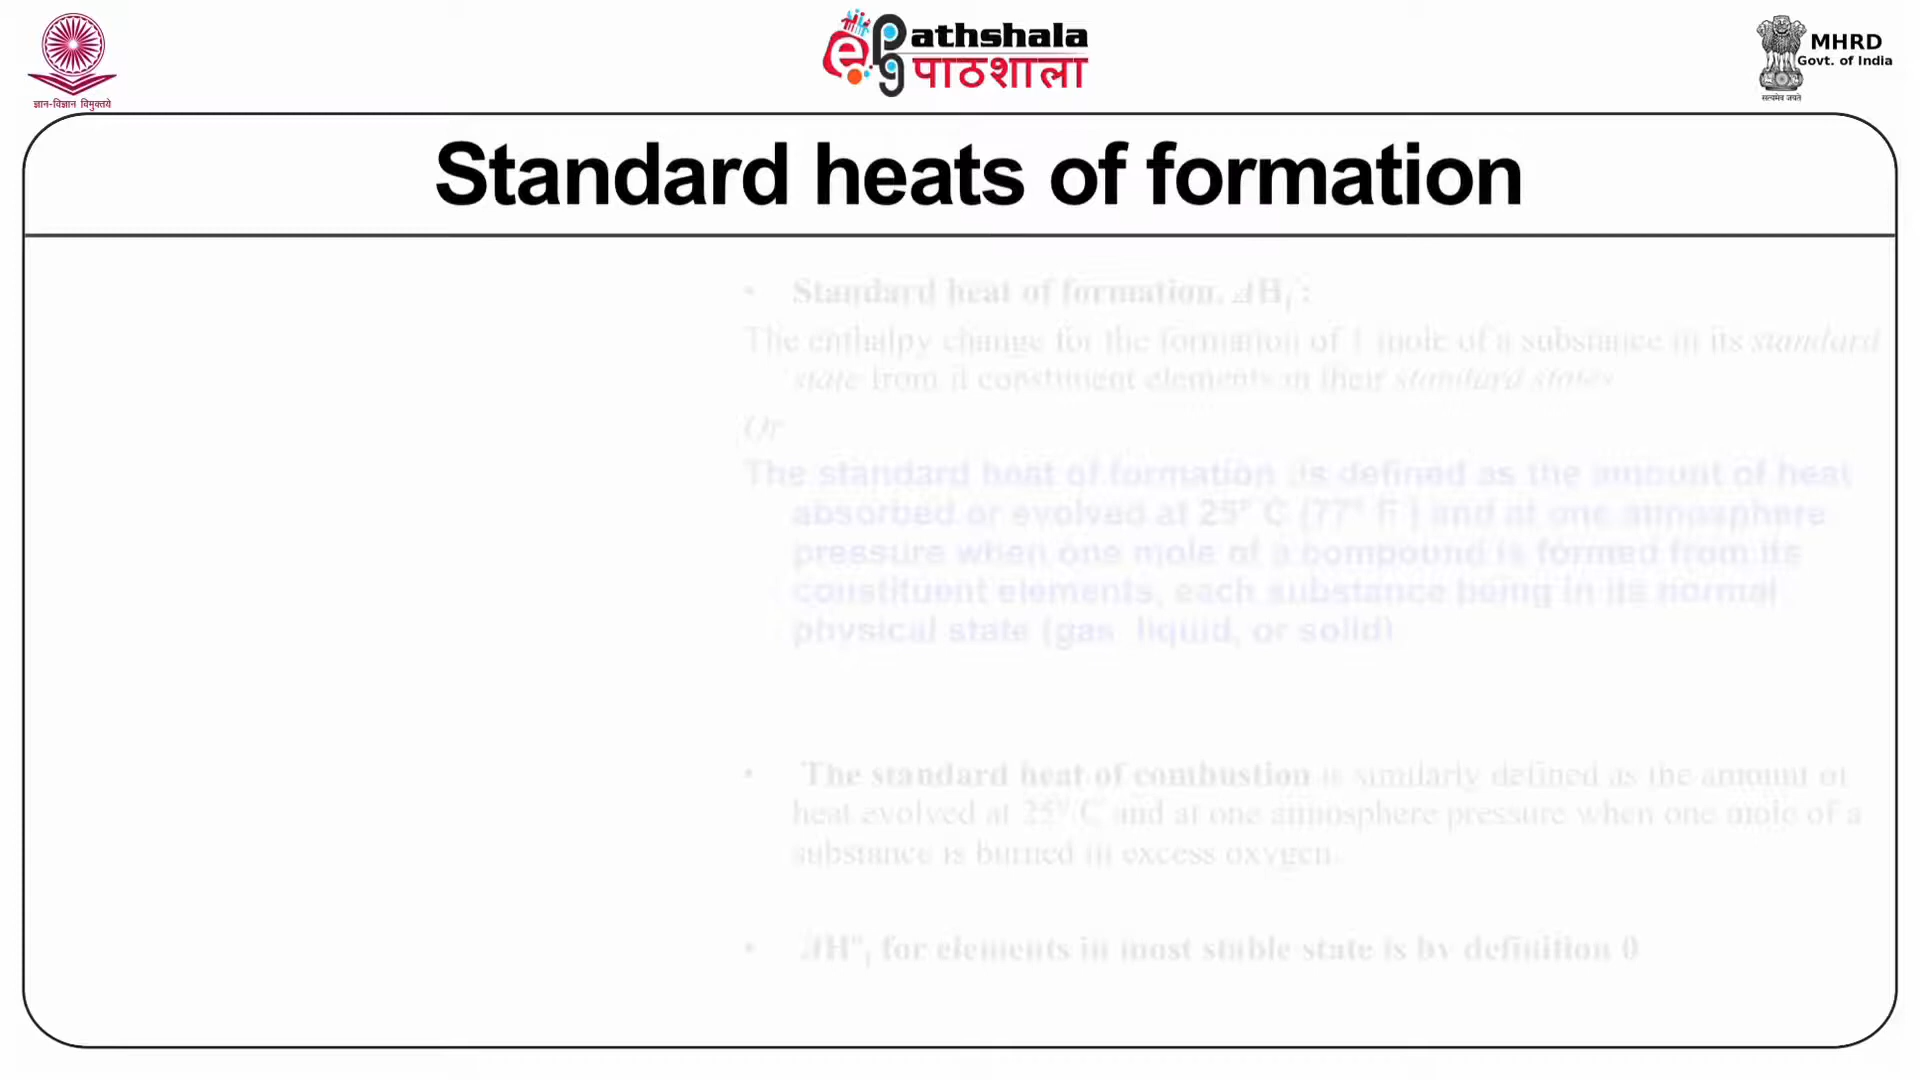 ज्ञान-विज्ञान विमुक्तये
ePG athshala
पाठशाला
MHRD
Govt. of India
सत्यमेव जयते
Standard heats of formation
• Standard heat of formation, ΔHf°:
The enthalpy change for the formation of 1 mole of a substance in its standard
state from it constituent elements in their standard states
Or
The standard heat of formation is defined as the amount of heat
absorbed or evolved at 25° C (77° F) and at one atmosphere
pressure when one mole of a compound is formed from its
constituent elements, each substance being in its normal
physical state (gas, liquid, or solid)
• The standard heat of combustion is similarly defined as the amount of
heat evolved at 25° C and at one atmosphere pressure when one mole of a
substance is burned in excess oxygen.
• ΔH°f for elements in most stable state is by definition 0